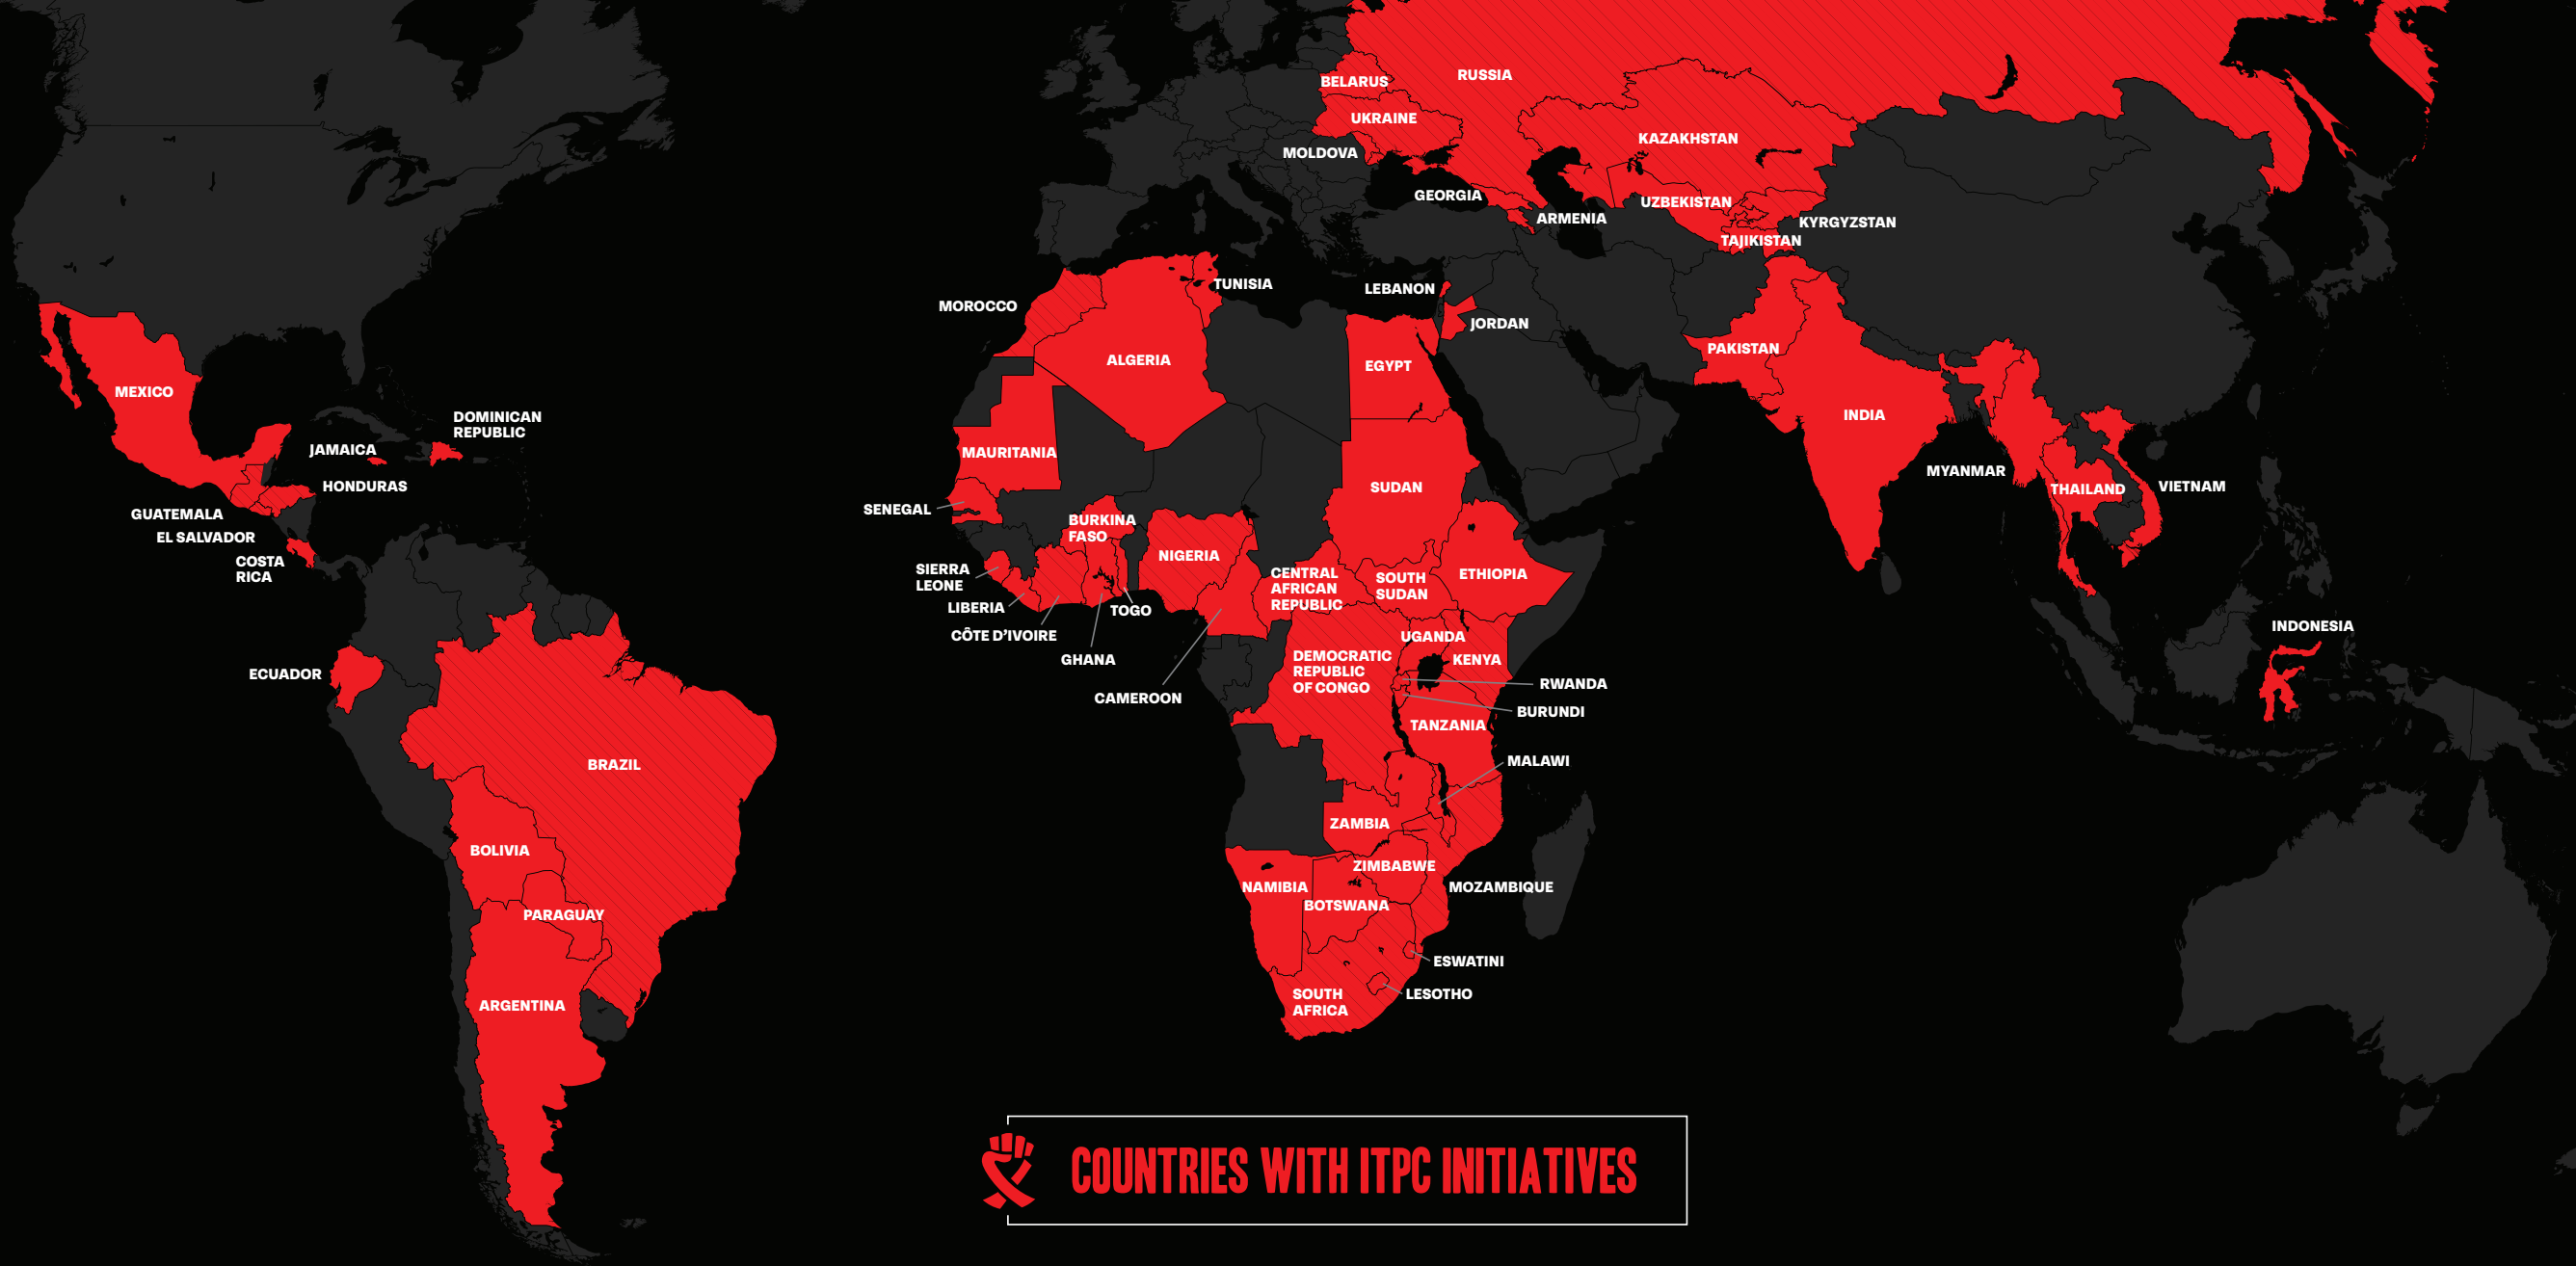 MEXICO
DOMINICAN
REPUBLIC
JAMAICA
HONDURAS
GUATEMALA
EL SALVADOR
COSTA
RICA
ECUADOR
BRAZIL
BOLIVIA
PARAGUAY
ARGENTINA
BELARUS
RUSSIA
UKRAINE
MOLDOVA
KAZAKHSTAN
GEORGIA
ARMENIA
UZBEKISTAN
KYRGYZSTAN
TAJIKISTAN
TUNISIA
LEBANON
MOROCCO
JORDAN
ALGERIA
EGYPT
PAKISTAN
INDIA
MAURITANIA
SUDAN
MYANMAR
THAILAND
VIETNAM
SENEGAL
BURKINA
FASO
NIGERIA
SIERRA
LEONE
CENTRAL
AFRICAN
REPUBLIC
SOUTH
SUDAN
ETHIOPIA
LIBERIA
TOGO
CÔTE D'IVOIRE
GHANA
CAMEROON
UGANDA
KENYA
DEMOCRATIC
REPUBLIC
OF CONGO
RWANDA
BURUNDI
TANZANIA
INDONESIA
MALAWI
ZAMBIA
ZIMBABWE
NAMIBIA
MOZAMBIQUE
BOTSWANA
ESWATINI
LESOTHO
SOUTH
AFRICA
COUNTRIES WITH ITPC INITIATIVES